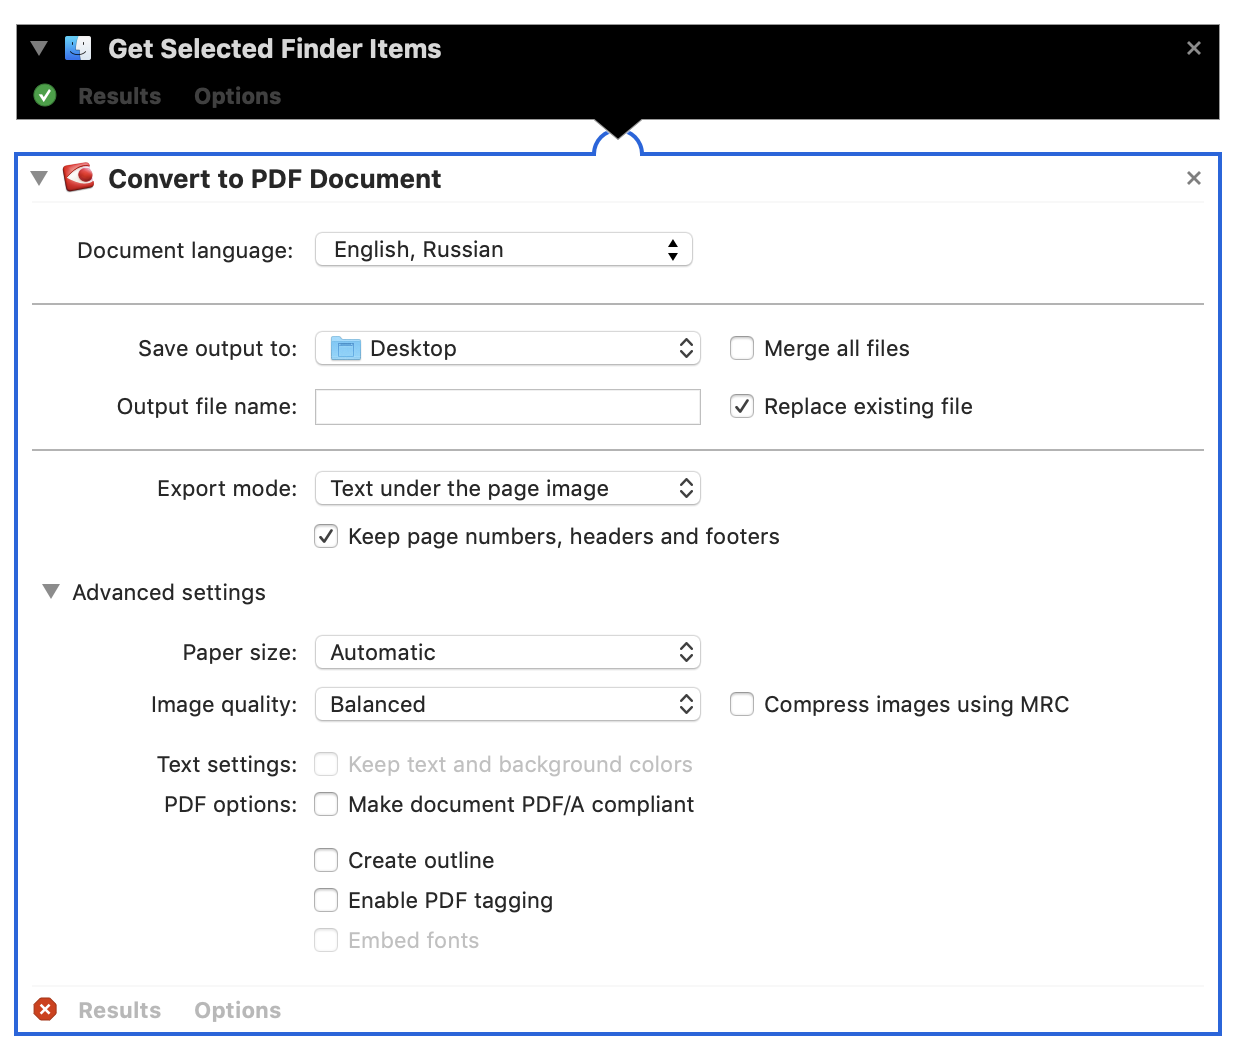 Get Selected Finder Items
Results Options
Convert to PDF Document
Document language: English, Russian
Save output to: Desktop Merge all files
Output file name: Replace existing file
Export mode: Text under the page image
Keep page numbers, headers and footers
Advanced settings
Paper size: Automatic
Image quality: Balanced Compress images using MRC
Text settings: Keep text and background colors
PDF options: Make document PDF/A compliant
Create outline
Enable PDF tagging
Embed fonts
Results Options